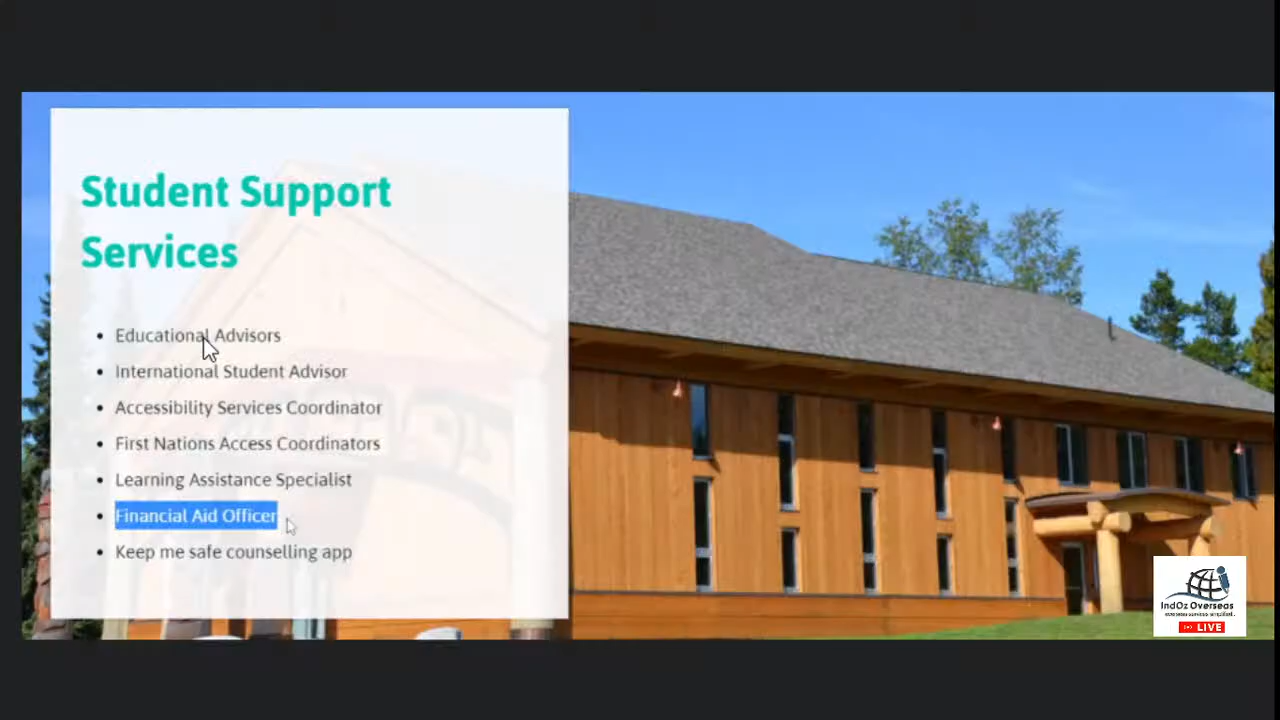 Student Support
Services
Educational Advisors
International Student Advisor
Accessibility Services Coordinator
First Nations Access Coordinators
Learning Assistance Specialist
Financial Aid Officer
Keep me safe counselling app
IndOz Overseas
LIVE